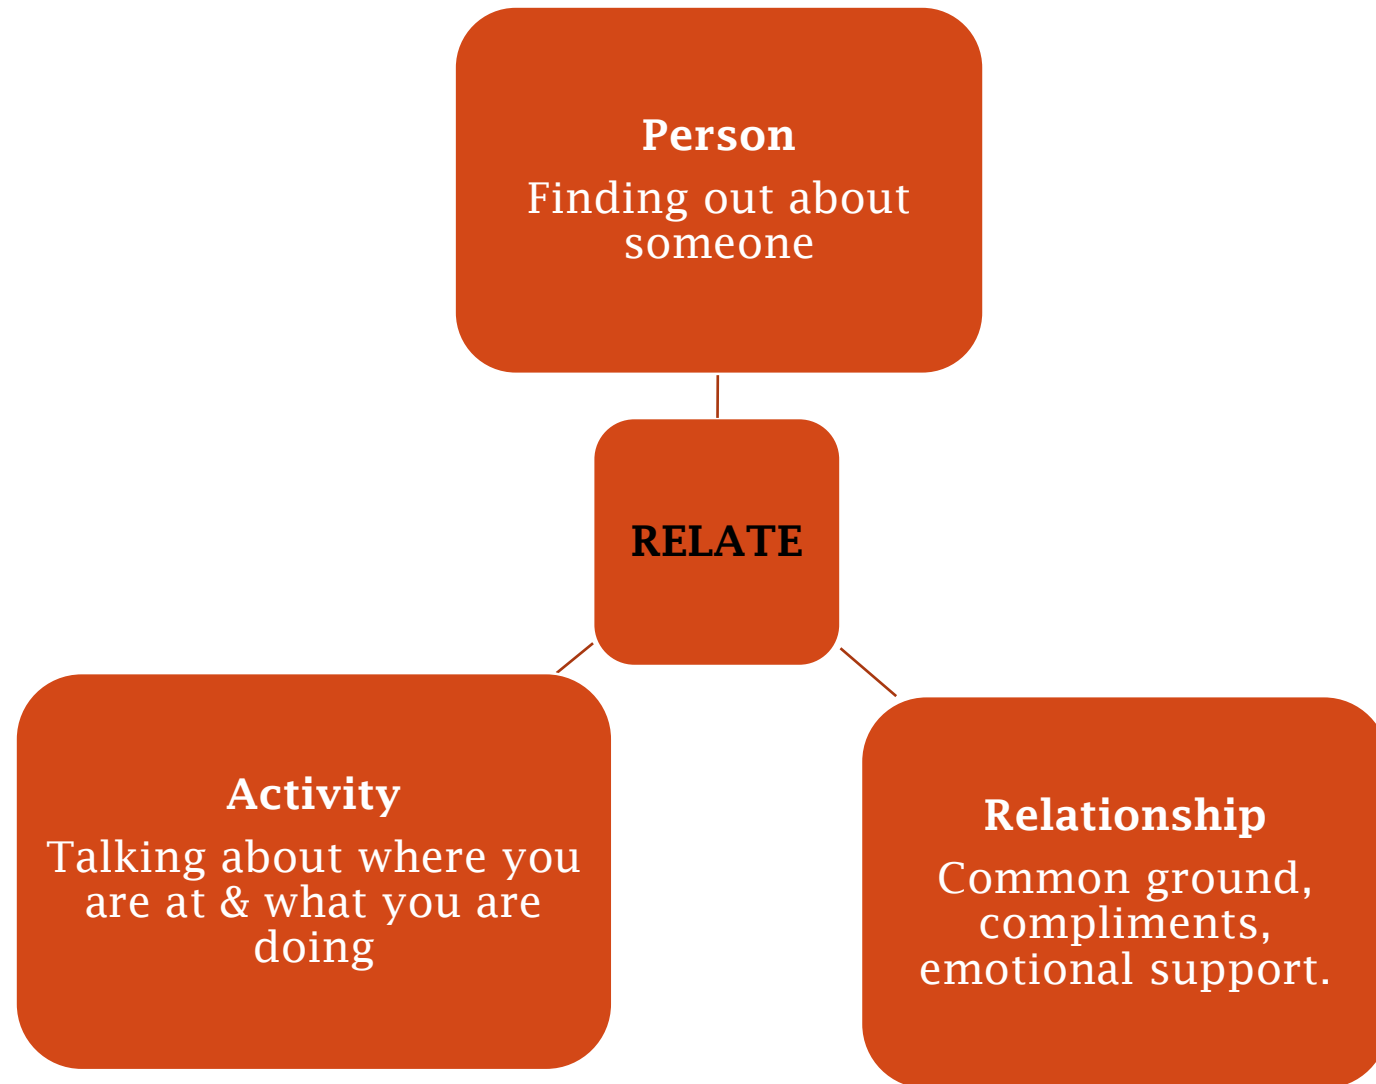 Person
Finding out about
someone
RELATE
Activity
Talking about where you
are at & what you are
doing
Relationship
Common ground,
compliments,
emotional support.